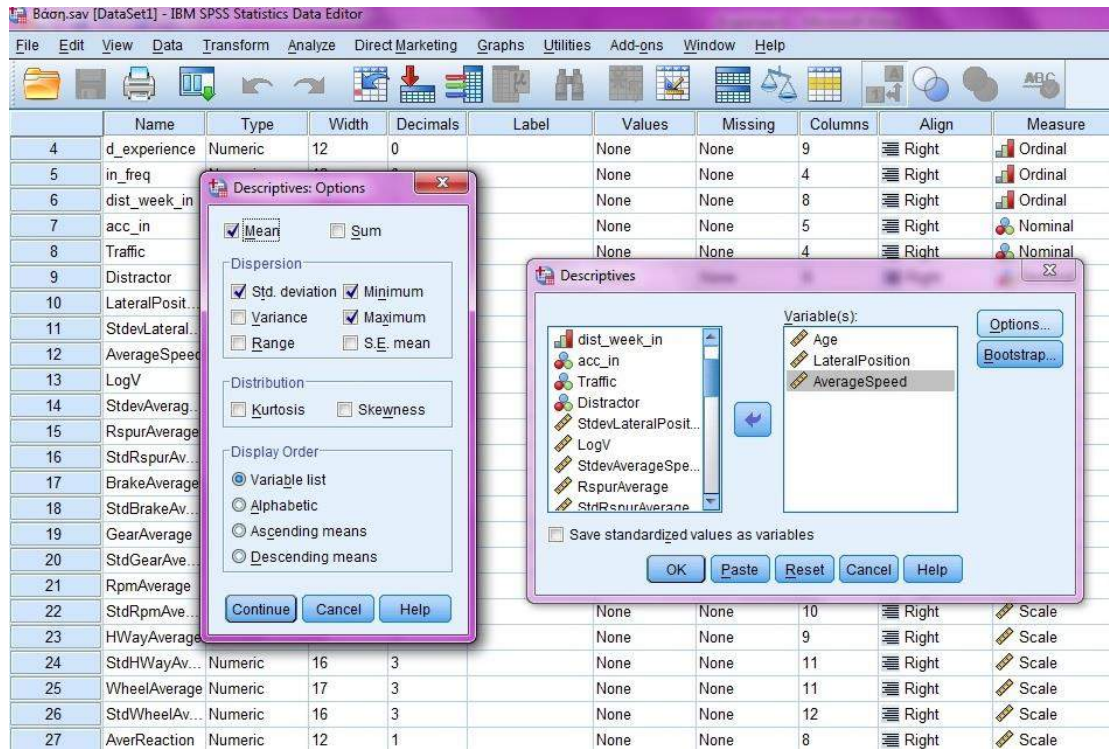 Βάση.sav [DataSet1] - IBM SPSS Statistics Data Editor
File Edit View Data Transform Analyze Direct Marketing Graphs Utilities Add-ons Window Help
Name Type Width Decimals Label Values Missing Columns Align Measure
4 d_experience Numeric 12 0 None None 9 Right Ordinal
5 in_freq None None 4 Right Ordinal
6 dist_week_in None None 8 Right Ordinal
7 acc_in None None 5 Right Nominal
8 Traffic None None 4 Right Nominal
9 Distractor
10 LateralPosit...
11 StdevLateral...
12 AverageSpeed
13 LogV
14 StdevAverag...
15 RspurAverage
16 StdRspurAv...
17 BrakeAverage
18 StdBrakeAv...
19 GearAverage
20 StdGearAve...
21 RpmAverage
22 StdRpmAve... None None 10 Right Scale
23 HWayAverage None None 9 Right Scale
24 StdHWayAv... Numeric 16 3 None None 11 Right Scale
25 WheelAverage Numeric 17 3 None None 11 Right Scale
26 StdWheelAv... Numeric 16 3 None None 12 Right Scale
27 AverReaction Numeric 12 1 None None 8 Right Scale
Descriptives: Options
Mean Sum
Dispersion
Std. deviation Minimum
Variance Maximum
Range S.E. mean
Distribution
Kurtosis Skewness
Display Order
Variable list
Alphabetic
Ascending means
Descending means
Continue Cancel Help
Descriptives
dist_week_in
acc_in
Traffic
Distractor
StdevLateralPosit...
LogV
StdevAverageSpe...
RspurAverage
StdRspurAverage
Variable(s):
Age
LateralPosition
AverageSpeed
Options...
Bootstrap...
Save standardized values as variables
OK Paste Reset Cancel Help